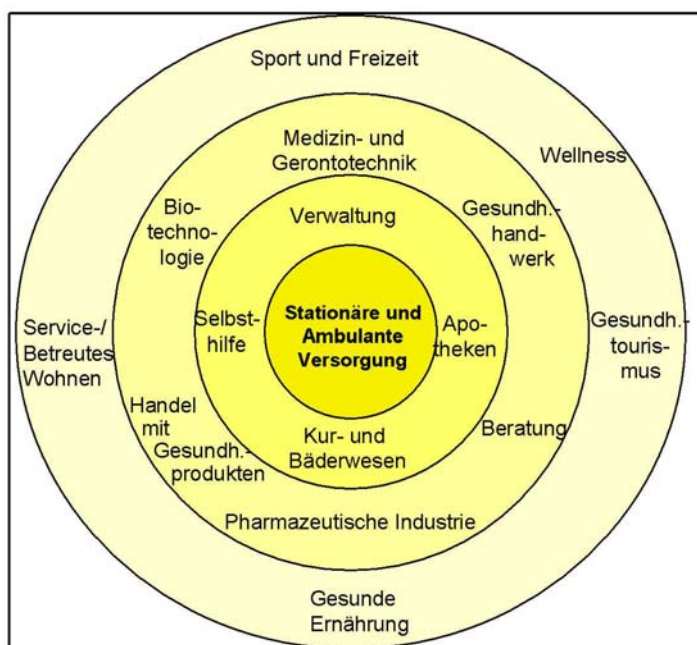 Sport und Freizeit
Medizin- und
Gerontotechnik
Wellness
Bio-
technolo-
logie
Verwaltung
Gesundh.-
hand-
werk
Service-/
Betreutes
Wohnen
Selbst-
hilfe
Stationäre und
Ambulante
Versorgung
Apo-
theken
Gesundh.-
touris-
mus
Handel
mit
Gesundh.-
produkten
Kur- und
Bäderwesen
Beratung
Pharmazeutische Industrie
Gesunde
Ernährung